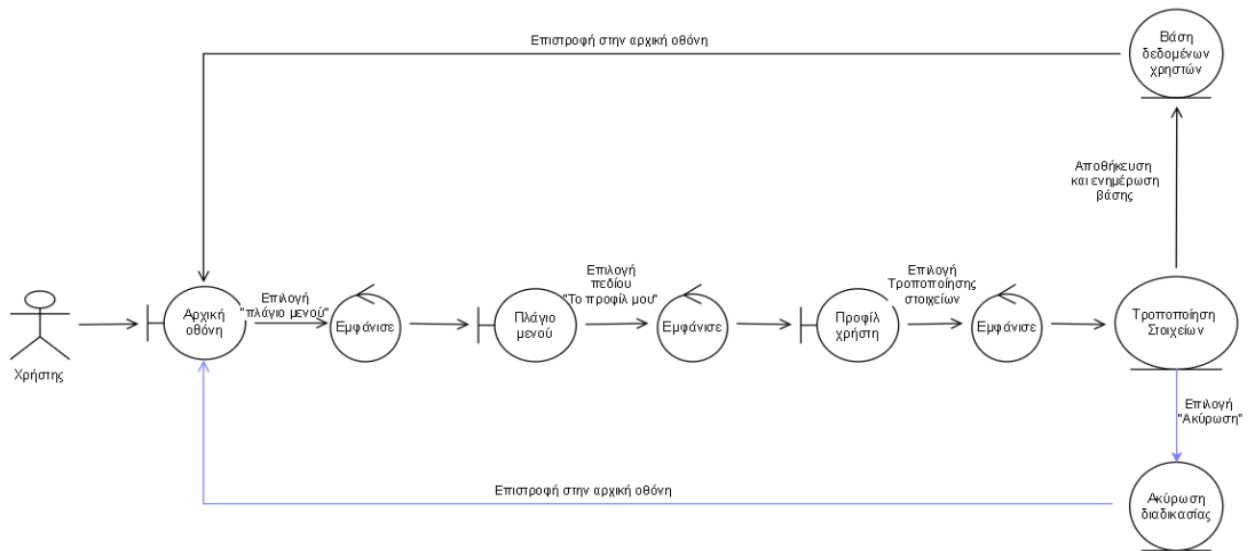 Επιστροφή στην αρχική οθόνη
Βάση
δεδομένων
χρηστών
Αποθήκευση
και ενημέρωση
βάσης
Χρήστης
Αρχική
οθόνη
Επιλογή
"πλάγιο μενού"
Εμφάνισε
Πλάγιο
μενού
Επιλογή
πεδίου
"Το προφίλ μου"
Εμφάνισε
Προφίλ
χρήστη
Επιλογή
Τροποποίησης
στοιχείων
Εμφάνισε
Τροποποίηση
Στοιχείων
Επιλογή
"Ακύρωση"
Επιστροφή στην αρχική οθόνη
Ακύρωση
διαδικασίας